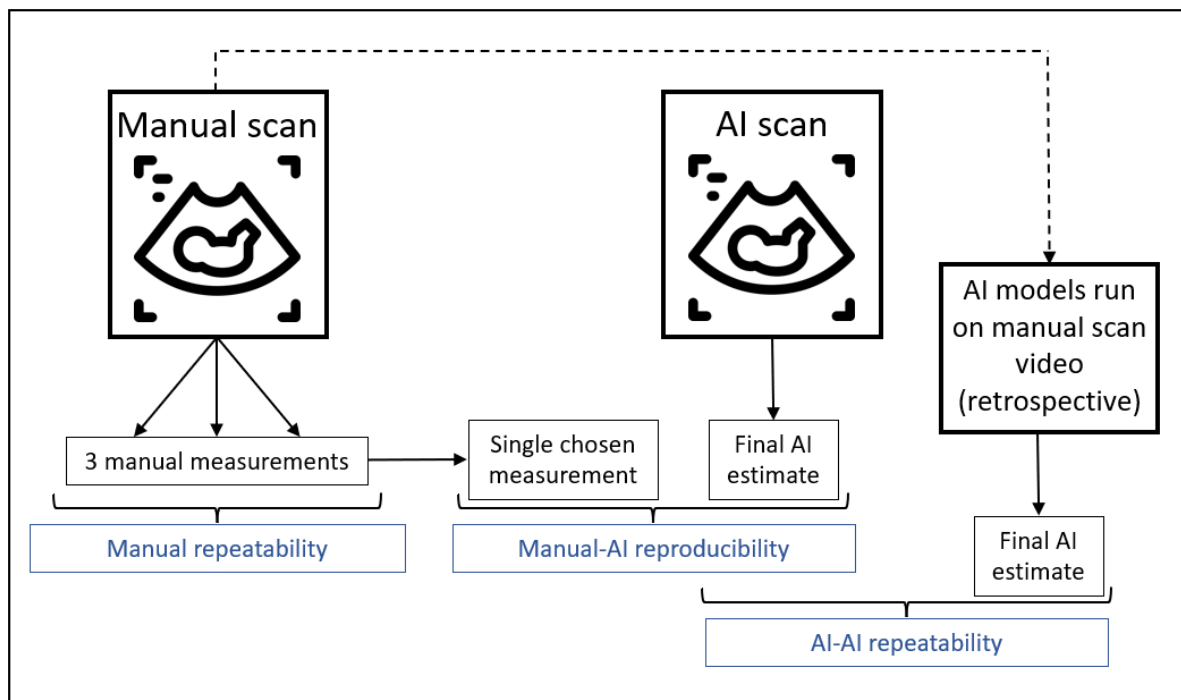 Manual scan
AI scan
AI models run
on manual scan
video
(retrospective)
3 manual measurements
Single chosen
measurement
Final AI
estimate
Manual repeatability
Manual-AI reproducibility
Final AI
estimate
AI-AI repeatability